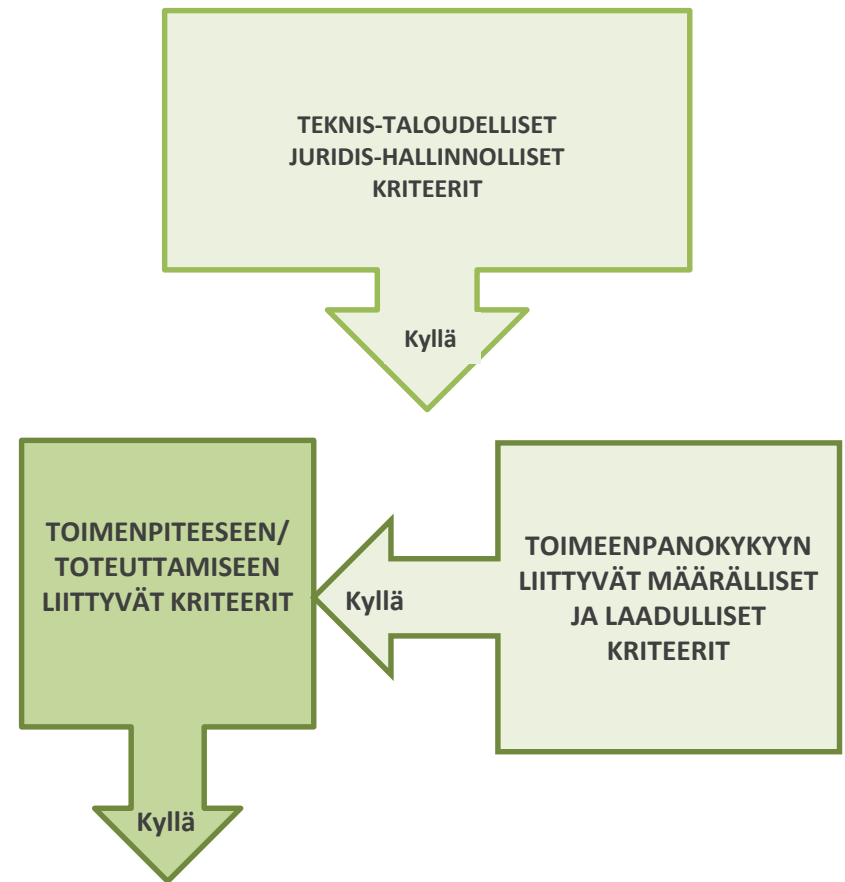 TEKNIS-TALOUDELLISET
JURIDIS-HALLINNOLLISET
KRITEERIT
Kyllä
TOIMENPITEESEEN/
TOTEUTTAMISEEN
LIITTYVÄT KRITEERIT
Kyllä
TOIMEENPANOKYKYYN
LIITTYVÄT MÄÄRÄLLISET
JA LAADULLISET
KRITEERIT
Kyllä